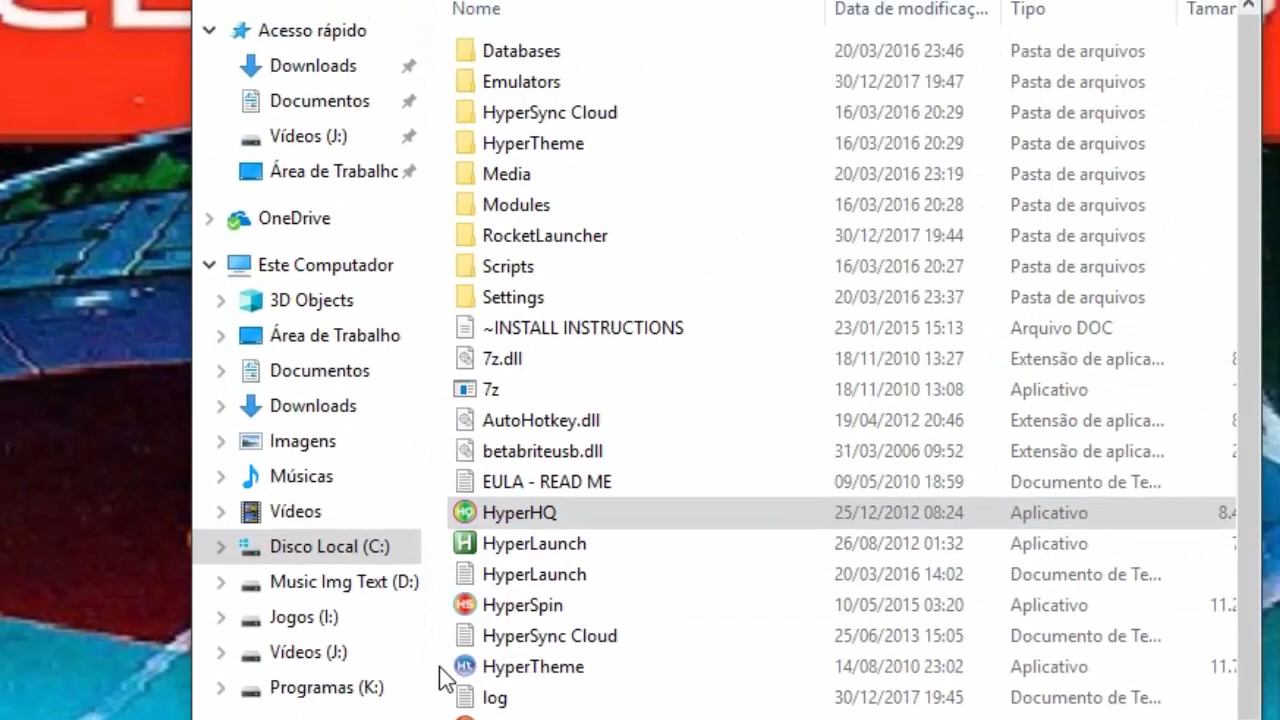 Nome Data de modificaç... Tipo Tamar
Acesso rápido
Downloads
Documentos
Vídeos (J:)
Área de Trabalho
OneDrive
Este Computador
3D Objects
Área de Trabalho
Documentos
Downloads
Imagens
Músicas
Vídeos
Disco Local (C:)
Music Img Text (D:)
Jogos (I:)
Vídeos (J:)
Programas (K:)
Databases 20/03/2016 23:46 Pasta de arquivos
Emulators 30/12/2017 19:47 Pasta de arquivos
HyperSync Cloud 16/03/2016 20:29 Pasta de arquivos
HyperTheme 16/03/2016 20:29 Pasta de arquivos
Media 20/03/2016 23:19 Pasta de arquivos
Modules 16/03/2016 20:28 Pasta de arquivos
RocketLauncher 30/12/2017 19:44 Pasta de arquivos
Scripts 16/03/2016 20:27 Pasta de arquivos
Settings 20/03/2016 23:37 Pasta de arquivos
~INSTALL INSTRUCTIONS 23/01/2015 15:13 Arquivo DOC
7z.dll 18/11/2010 13:27 Extensão de aplica...
7z 18/11/2010 13:08 Aplicativo
AutoHotkey.dll 19/04/2012 20:46 Extensão de aplica...
betabriteusb.dll 31/03/2006 09:52 Extensão de aplica...
EULA - READ ME 09/05/2010 18:59 Documento de Te...
HyperHQ 25/12/2012 08:24 Aplicativo 8.4
HyperLaunch 26/08/2012 01:32 Aplicativo
HyperLaunch 20/03/2016 14:02 Documento de Te...
HyperSpin 10/05/2015 03:20 Aplicativo 11.2
HyperSync Cloud 25/06/2013 15:05 Documento de Te...
HyperTheme 14/08/2010 23:02 Aplicativo 11.7
log 30/12/2017 19:45 Documento de Te...